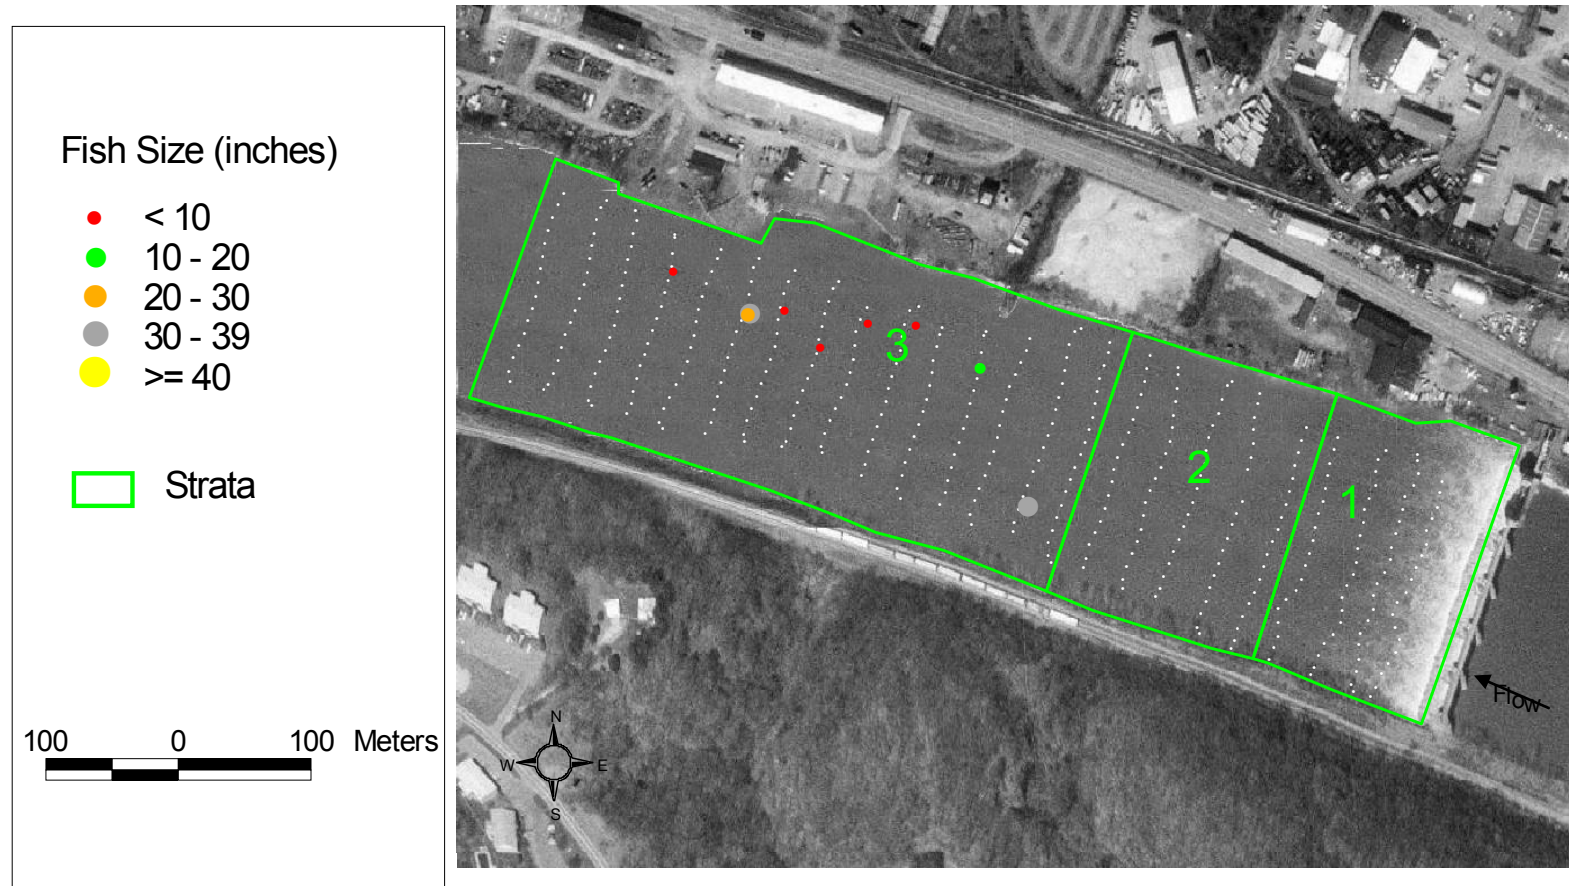 Fish Size (inches)
< 10
10 - 20
20 - 30
30 - 39
>= 40
Strata
100 0 100 Meters
3
2
1
Flow
N
W E
S